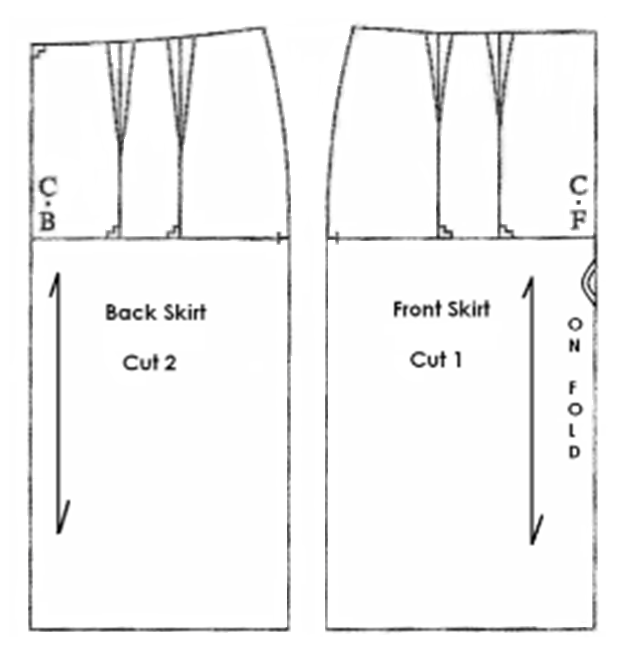 C.B
Back Skirt
Cut 2
C.F
Front Skirt
Cut 1
ON FOLD